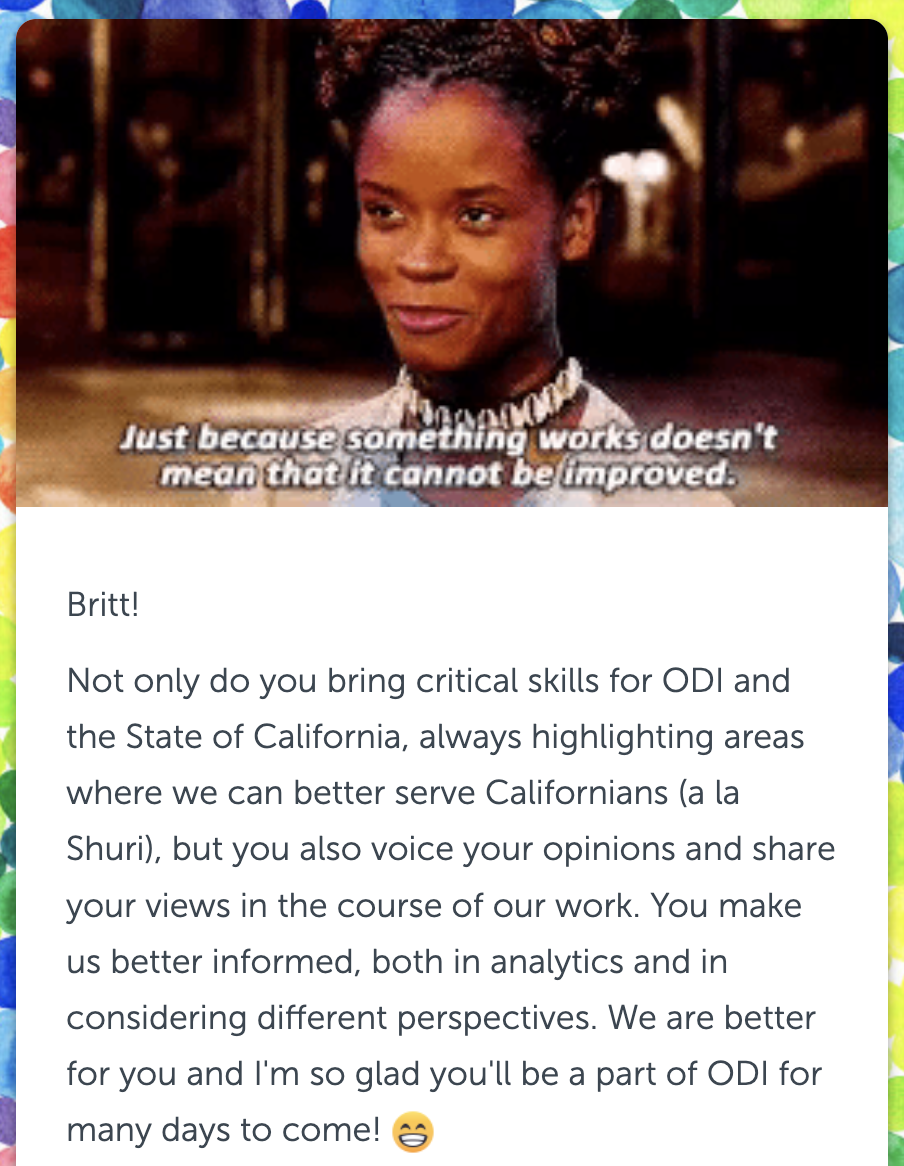 Just because something works doesn't
mean that it cannot be improved.
Britt!
Not only do you bring critical skills for ODI and
the State of California, always highlighting areas
where we can better serve Californians (a la
Shuri), but you also voice your opinions and share
your views in the course of our work. You make
us better informed, both in analytics and in
considering different perspectives. We are better
for you and I'm so glad you'll be a part of ODI for
many days to come! 😁